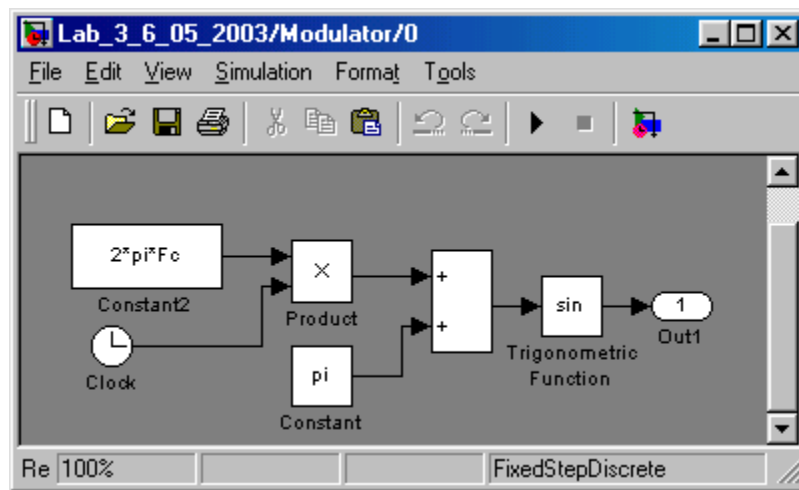 Lab_3_6_05_2003/Modulator/0
File Edit View Simulation Format Tools
2*pi*Fc
Constant2
Clock
×
Product
pi
Constant
+
+
sin
Trigonometric
Function
1
Out1
Re 100% FixedStepDiscrete